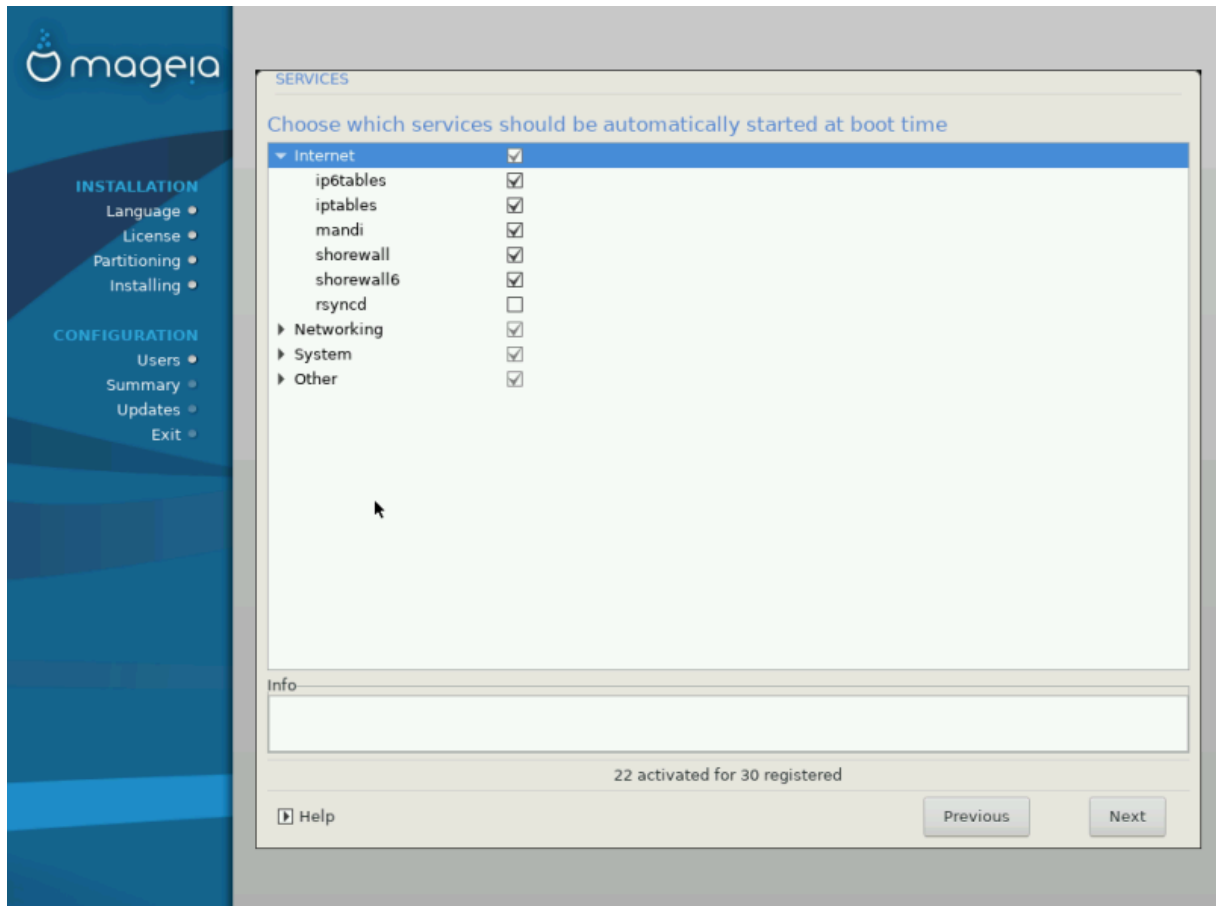 mageia
INSTALLATION
Language
License
Partitioning
Installing
CONFIGURATION
Users
Summary
Updates
Exit
SERVICES
Choose which services should be automatically started at boot time
Internet
ip6tables
iptables
mandi
shorewall
shorewall6
rsyncd
Networking
System
Other
Info
22 activated for 30 registered
Help
Previous
Next